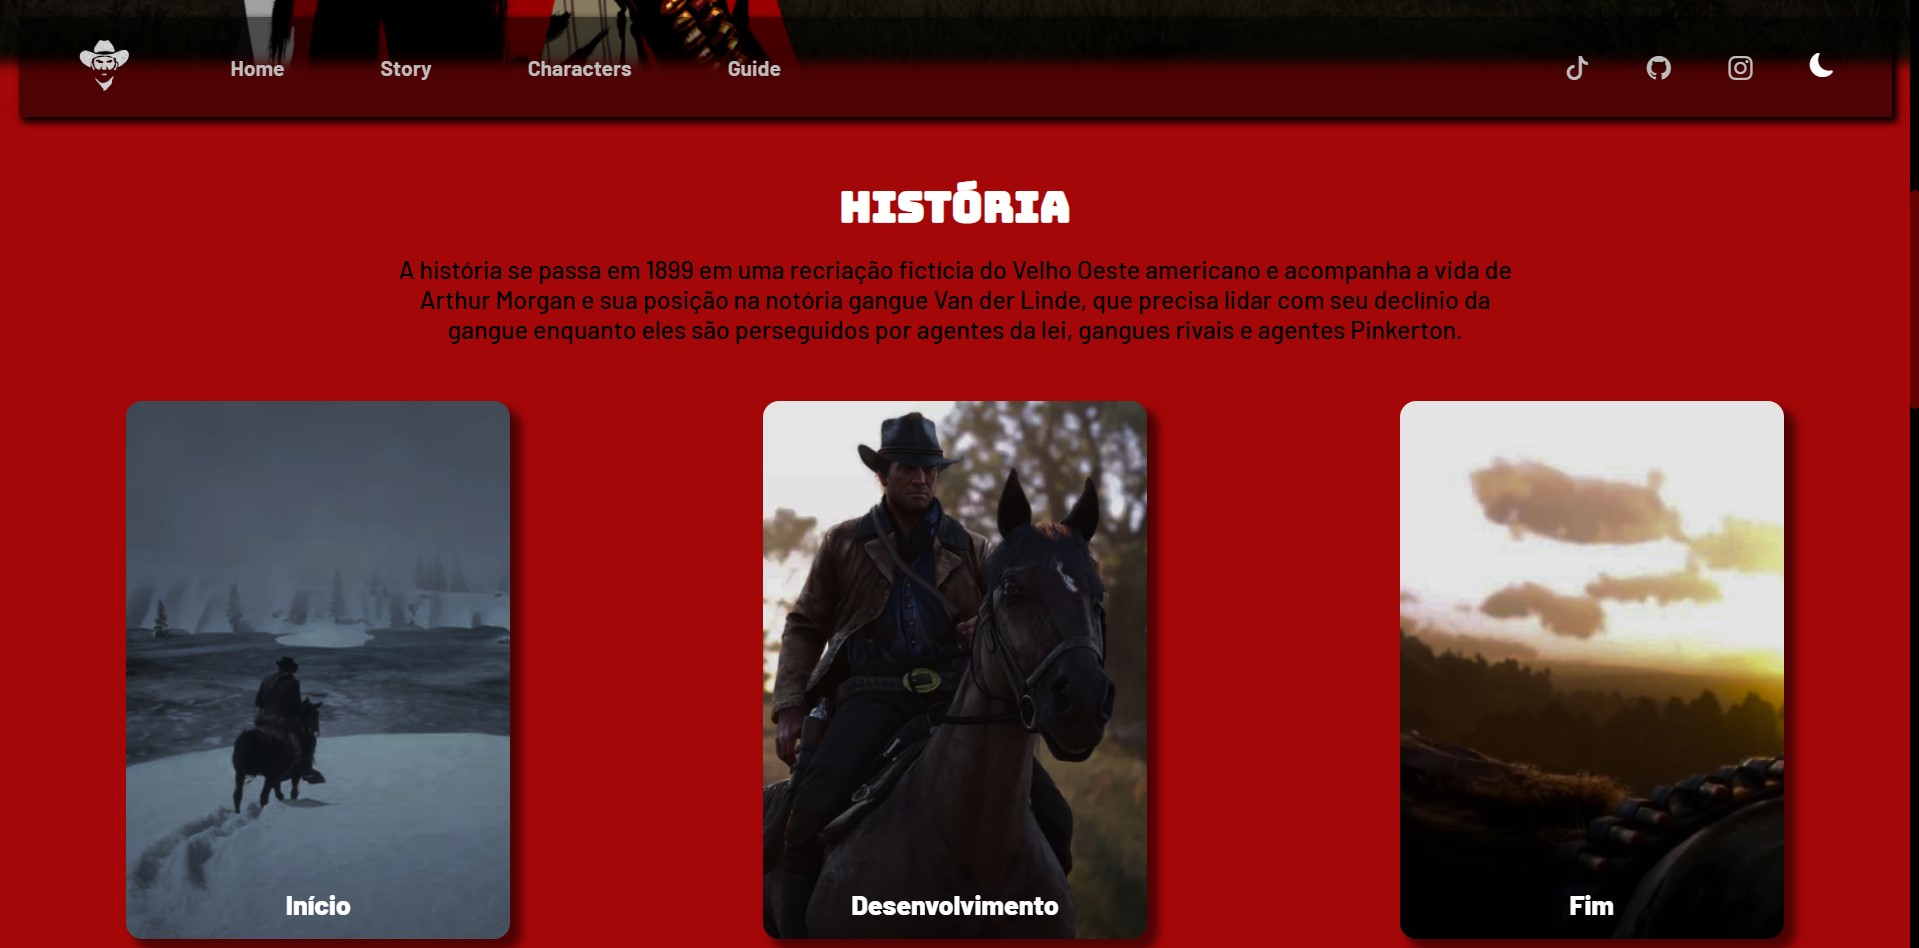 Home
Story
Characters
Guide
HISTÓRIA
A história se passa em 1899 em uma recriação fictícia do Velho Oeste americano e acompanha a vida de
Arthur Morgan e sua posição na notória gangue Van der Linde, que precisa lidar com seu declínio da
gangue enquanto eles são perseguidos por agentes da lei, gangues rivais e agentes Pinkerton.
Início
Desenvolvimento
Fim